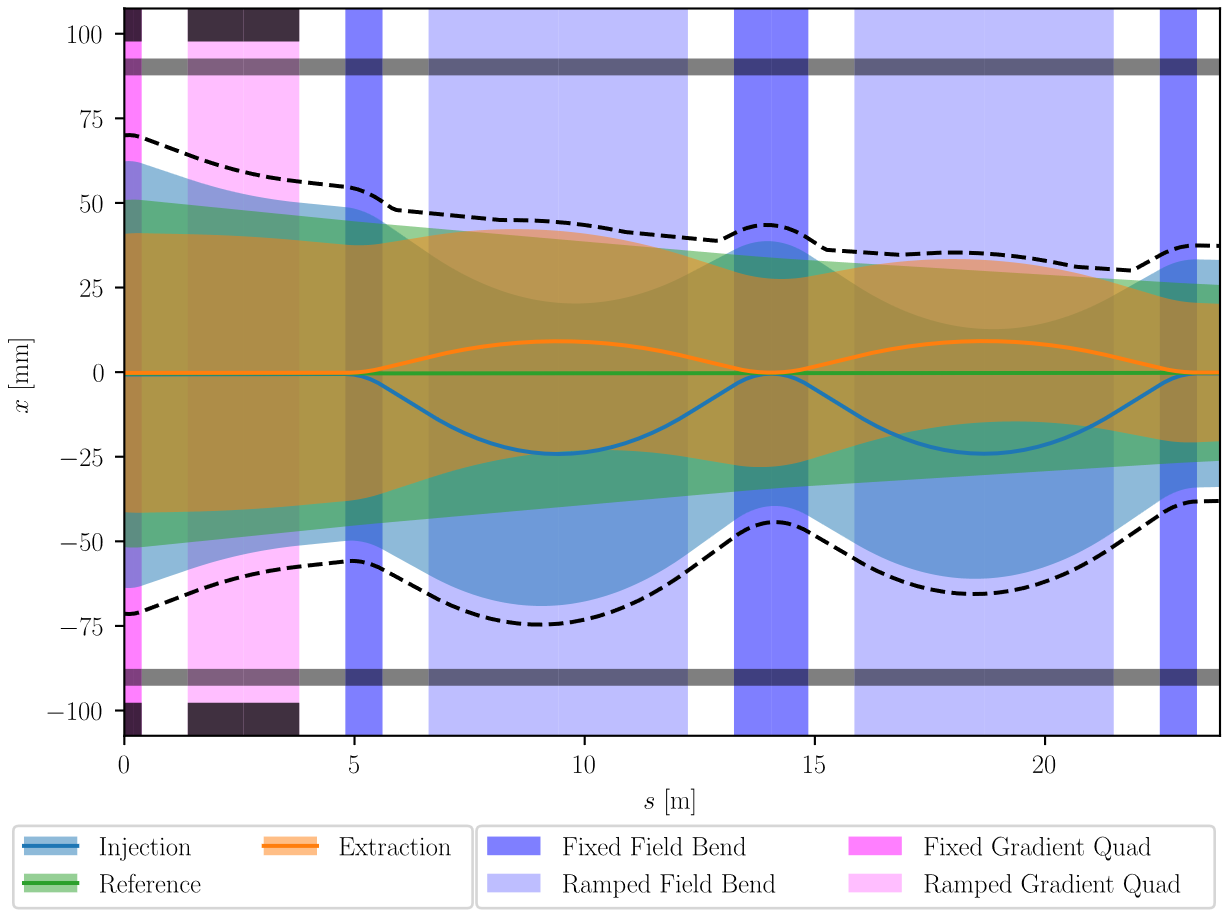 100
75
50
25
0
−25
−50
−75
−100
x [mm]
0 5 10 15 20
s [m]
Injection Extraction Fixed Field Bend Fixed Gradient Quad
Reference Ramped Field Bend Ramped Gradient Quad